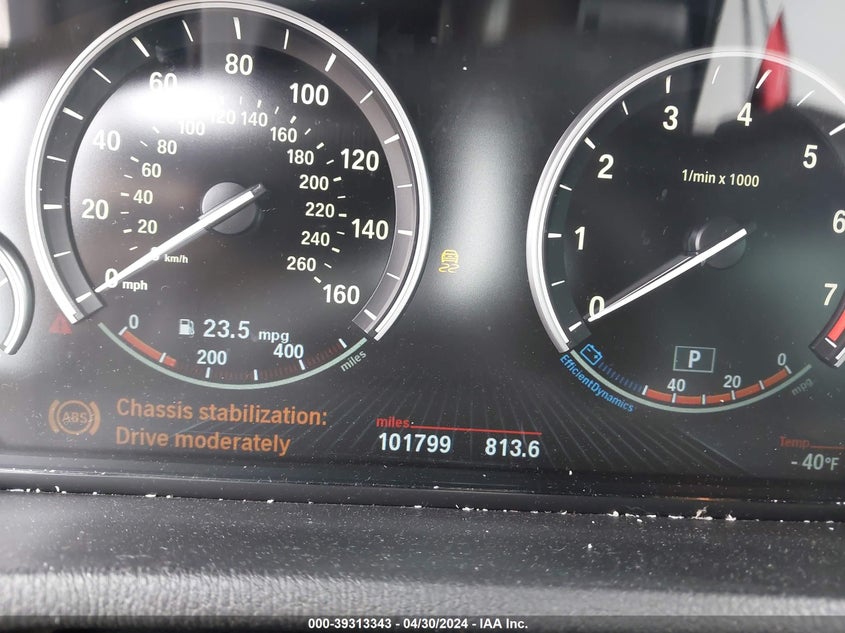 0
20
40
60
80
100
120
140
160
mph
0
20
40
60
80
100
120
140
160
180
200
220
240
260
km/h
23.5 mpg
0
200
400
miles
ABS
Chassis stabilization:
Drive moderately
miles
101799 813.6
0
1
2
3
4
5
6
7
1/min x 1000
P
EfficientDynamics
40
20
0
mpg
Temp
- 40°F
000-39313343 - 04/30/2024 - IAA Inc.